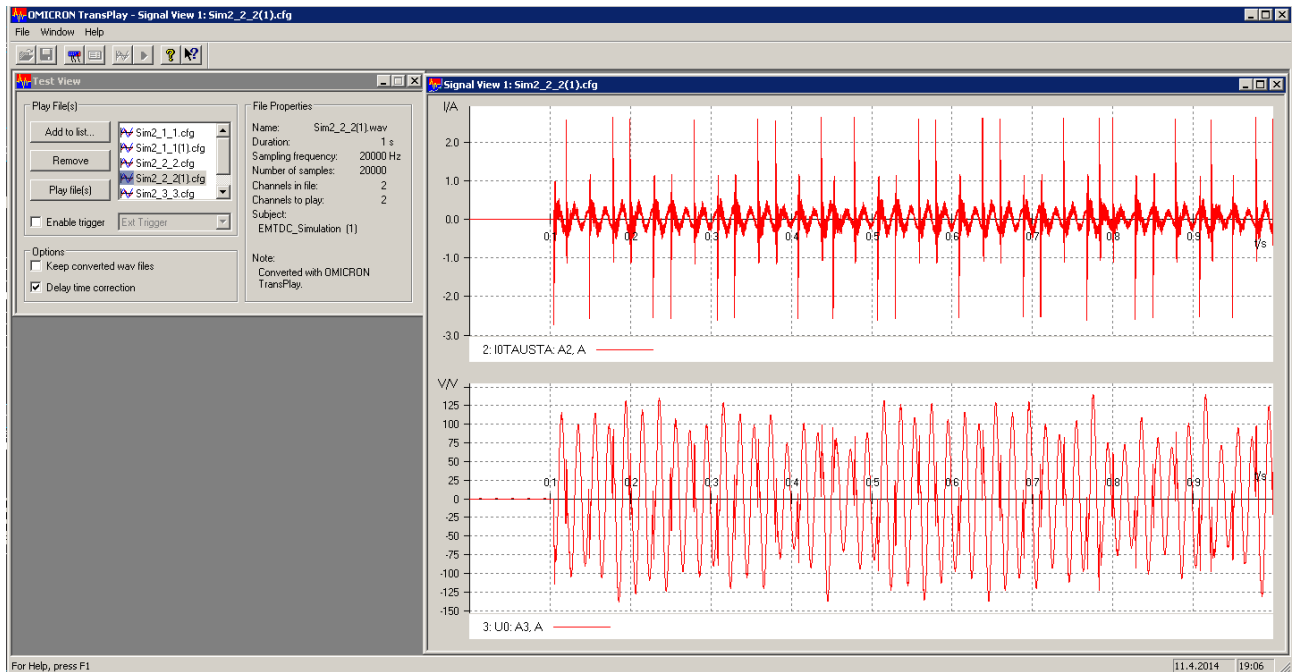 OMICRON TransPlay - Signal View 1: Sim2_2_2(1).cfg
File Window Help
Test View
Play File(s)
Add to list...
Remove
Play file(s)
Sim2_1_1.cfg
Sim2_1_1(1).cfg
Sim2_2_2.cfg
Sim2_2_2(1).cfg
Sim2_3_3.cfg
Enable trigger
Ext Trigger
Options
Keep converted wav files
Delay time correction
File Properties
Name: Sim2_2_2(1).wav
Duration: 1 s
Sampling frequency: 20000 Hz
Number of samples: 20000
Channels in file: 2
Channels to play: 2
Subject:
EMTDC_Simulation (1)
Note:
Converted with OMICRON
TransPlay.
Signal View 1: Sim2_2_2(1).cfg
I/A
2.0
1.0
0.0
-1.0
-2.0
-3.0
0,1 0,2 0,3 0,4 0,5 0,6 0,7 0,8 0,9 t/s
2: I0TAUSTA: A2, A
V/V
125
100
75
50
25
0
-25
-50
-75
-100
-125
-150
0,1 0,2 0,3 0,4 0,5 0,6 0,7 0,8 0,9 t/s
3: U0: A3, A
For Help, press F1
11.4.2014 19:06